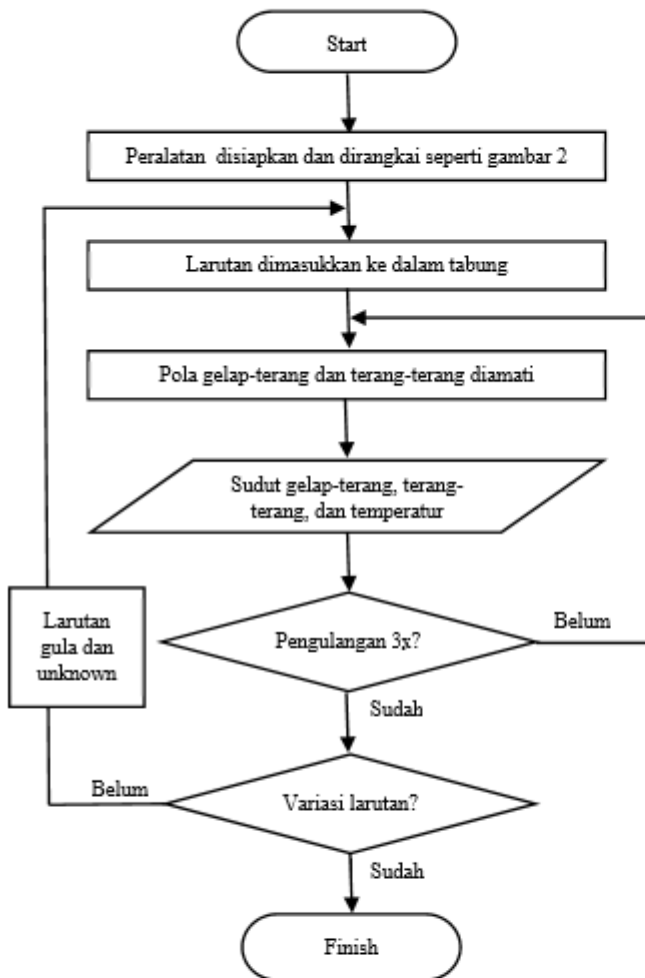 Start
Peralatan disiapkan dan dirangkai seperti gambar 2
Larutan dimasukkan ke dalam tabung
Pola gelap-terang dan terang-terang diamati
Sudut gelap-terang, terang-
terang, dan temperatur
Larutan
gula dan
unknown
Pengulangan 3x?
Belum
Sudah
Belum
Variasi larutan?
Sudah
Finish